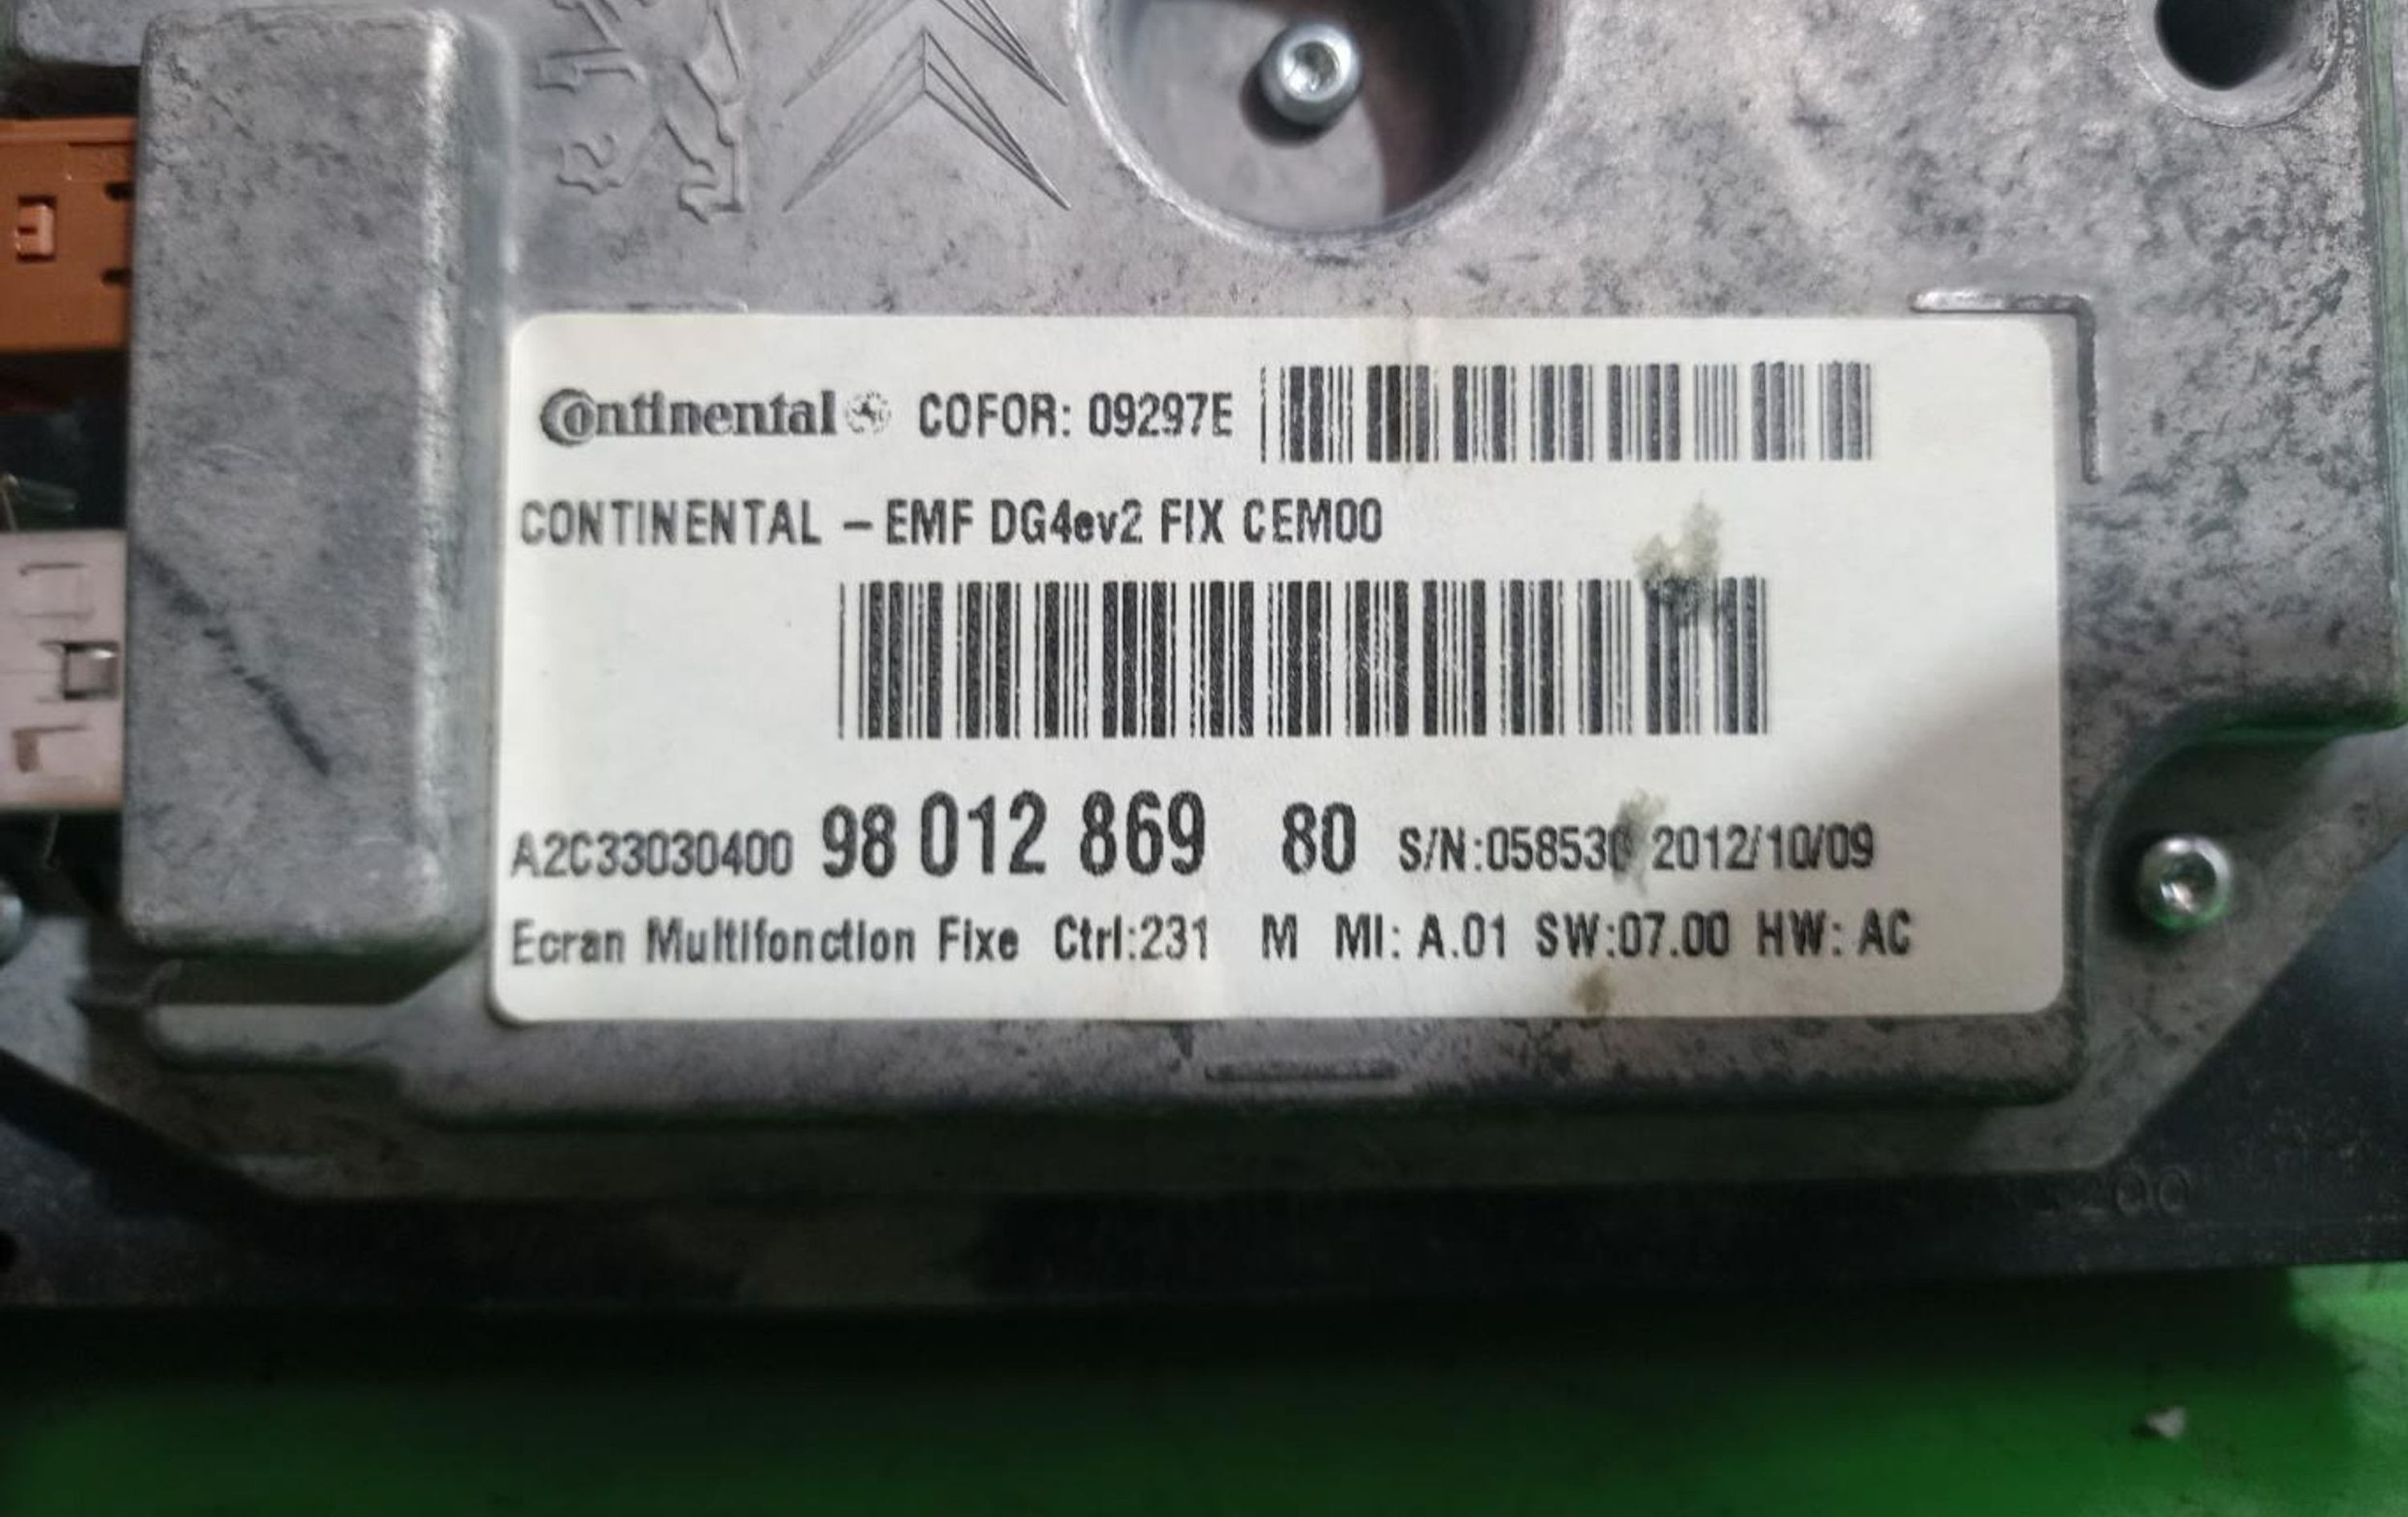 Continental COFOR: 09297E
CONTINENTAL - EMF DG4ev2 FIX CEM00
A2C33030400 98 012 869 80 2012/10/09
Ecran Multifonction Fixe Ctrl:231 M MI: A.01 SW:07.00 HW: AC